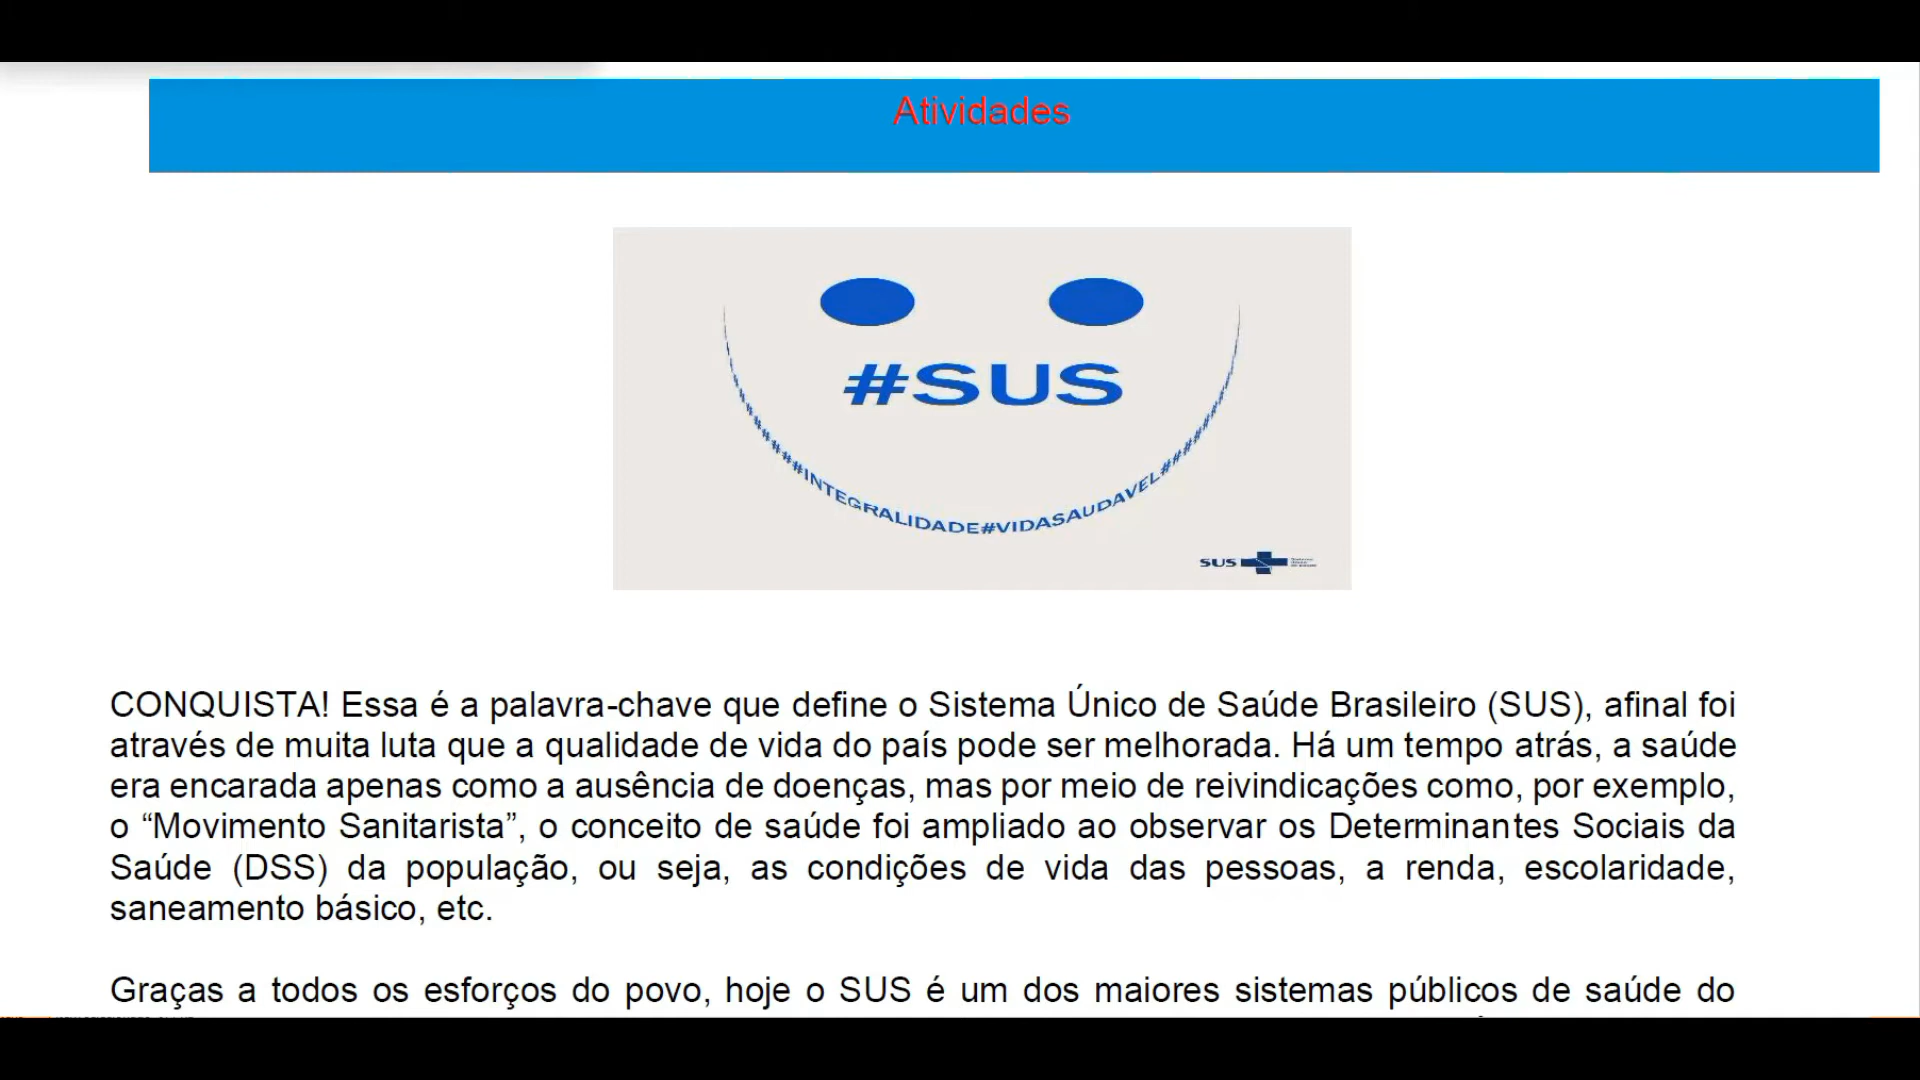 Atividades
#SUS
#INTEGRALIDADE#VIDASAUDAVEL###
SUS
CONQUISTA! Essa é a palavra-chave que define o Sistema Único de Saúde Brasileiro (SUS), afinal foi
através de muita luta que a qualidade de vida do país pode ser melhorada. Há um tempo atrás, a saúde
era encarada apenas como a ausência de doenças, mas por meio de reivindicações como, por exemplo,
o “Movimento Sanitarista”, o conceito de saúde foi ampliado ao observar os Determinantes Sociais da
Saúde (DSS) da população, ou seja, as condições de vida das pessoas, a renda, escolaridade,
saneamento básico, etc.
Graças a todos os esforços do povo, hoje o SUS é um dos maiores sistemas públicos de saúde do